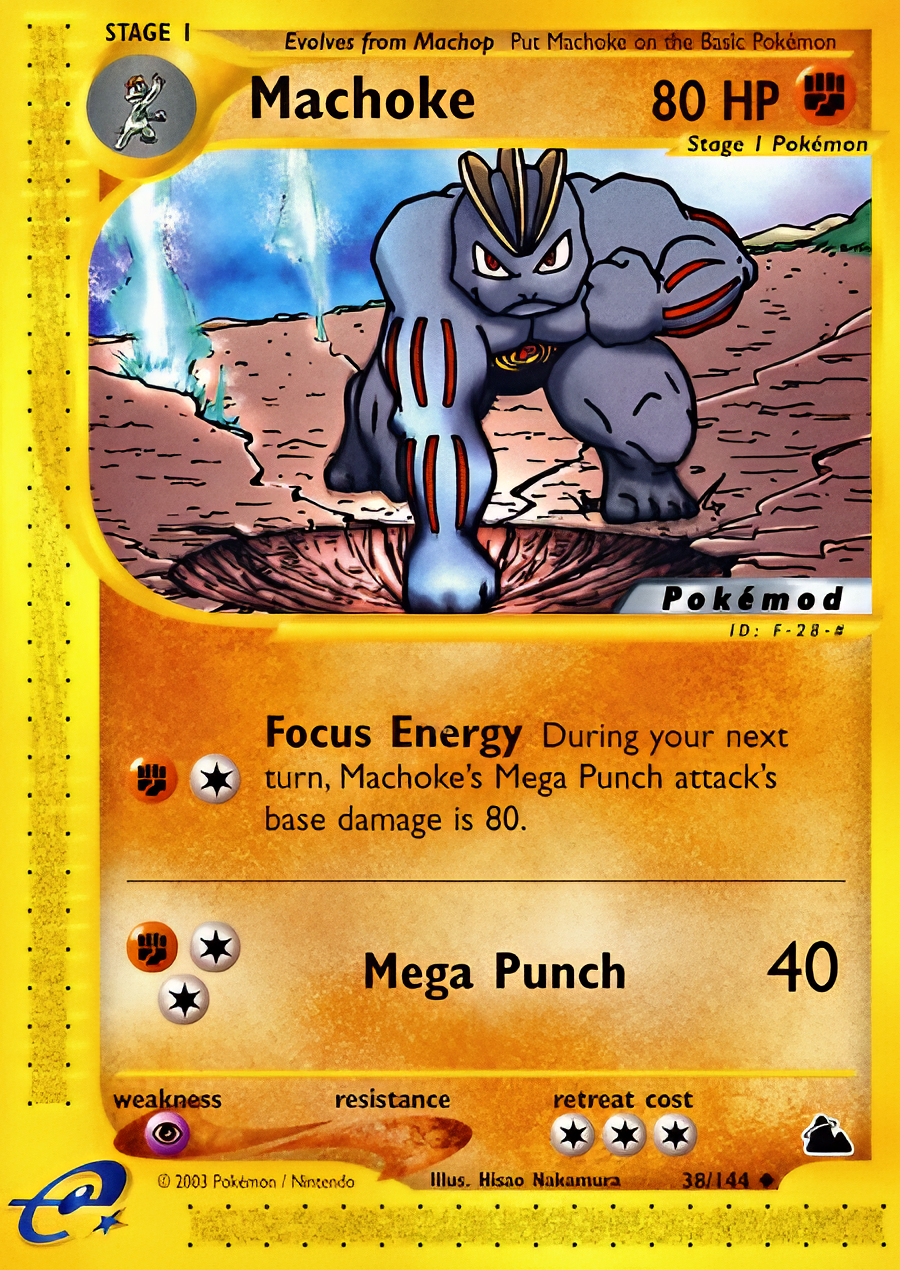 STAGE 1
Evolves from Machop Put Machoke on the Basic Pokémon
Machoke 80 HP
Stage 1 Pokémon
Pokémod
ID: F-28-#
Focus Energy During your next
turn, Machoke's Mega Punch attack's
base damage is 80.
Mega Punch 40
weakness resistance retreat cost
© 2003 Pokémon / Nintendo Illus. Hisao Nakamura 38/144
e